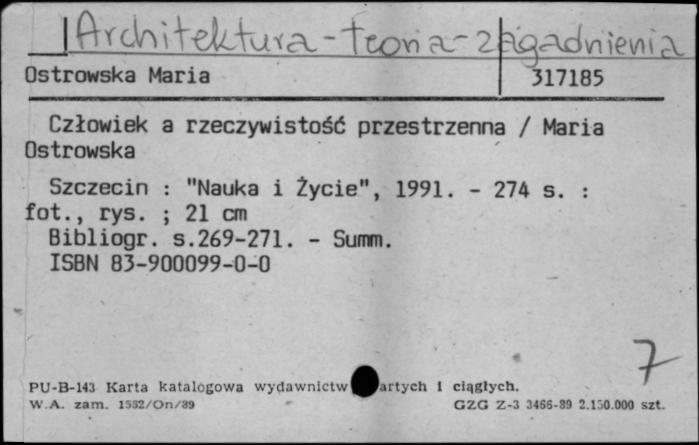 Architektura - teoria - zagadnienia
Ostrowska Maria 317185
Człowiek a rzeczywistość przestrzenna / Maria
Ostrowska
Szczecin : "Nauka i Życie", 1991. - 274 s. :
fot., rys. ; 21 cm
Bibliogr. s.269-271. - Summ.
ISBN 83-900099-0-0
7
PU-B-143 Karta katalogowa wydawnictw artych i ciągłych.
W.A. zam. 1532/On/89 GZG Z-3 3466-89 2.150.000 szt.